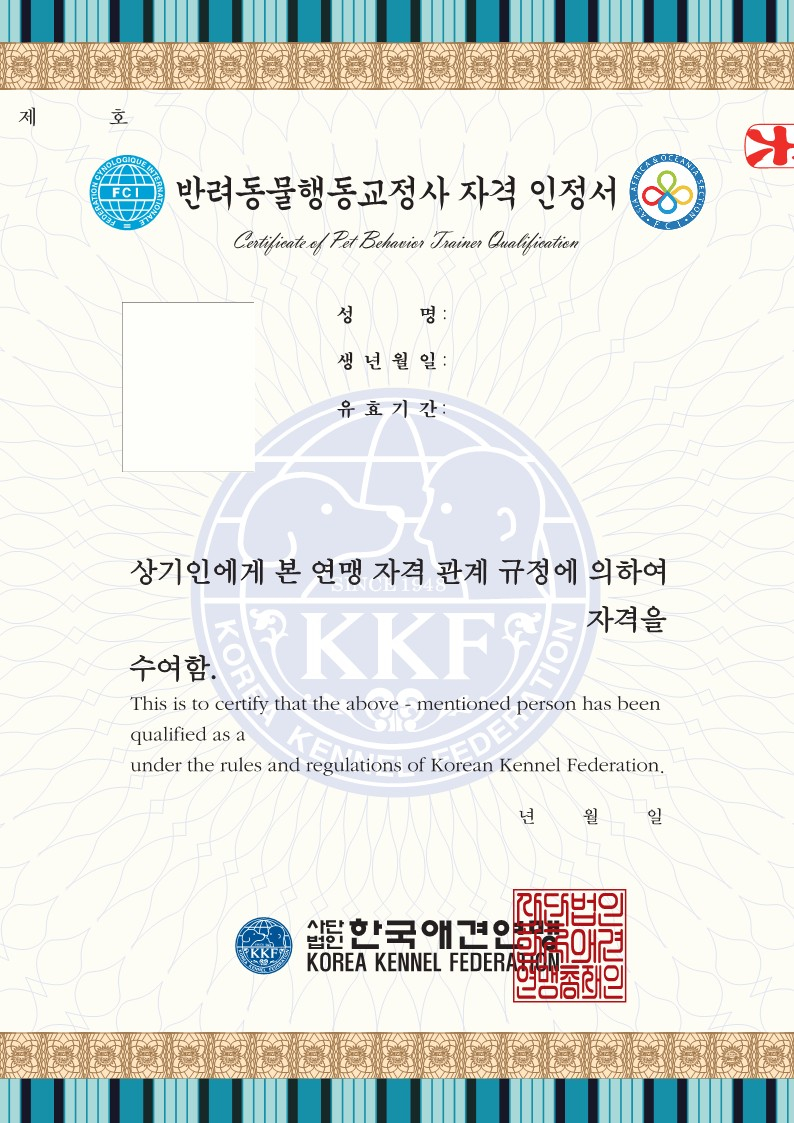 제 호
FEDERATION CYNOLOGIQUE INTERNATIONALE
FCI
반려동물행동교정사 자격 인정서
ASIA AFRICA & OCEANIA SECTION
F C I
Certificate of Pet Behavior Trainer Qualification
성 명 :
생 년 월 일 :
유 효 기 간 :
상기인에게 본 연맹 자격 관계 규정에 의하여
SINCE 1948
자격을
KKF
수여함.
KOREA KENNEL FEDERATION
This is to certify that the above - mentioned person has been
qualified as a
under the rules and regulations of Korean Kennel Federation.
년 월 일
KKF
사단
법인 한국애견연맹
KOREA KENNEL FEDERATION
사단법인
한국애견
연맹총재인